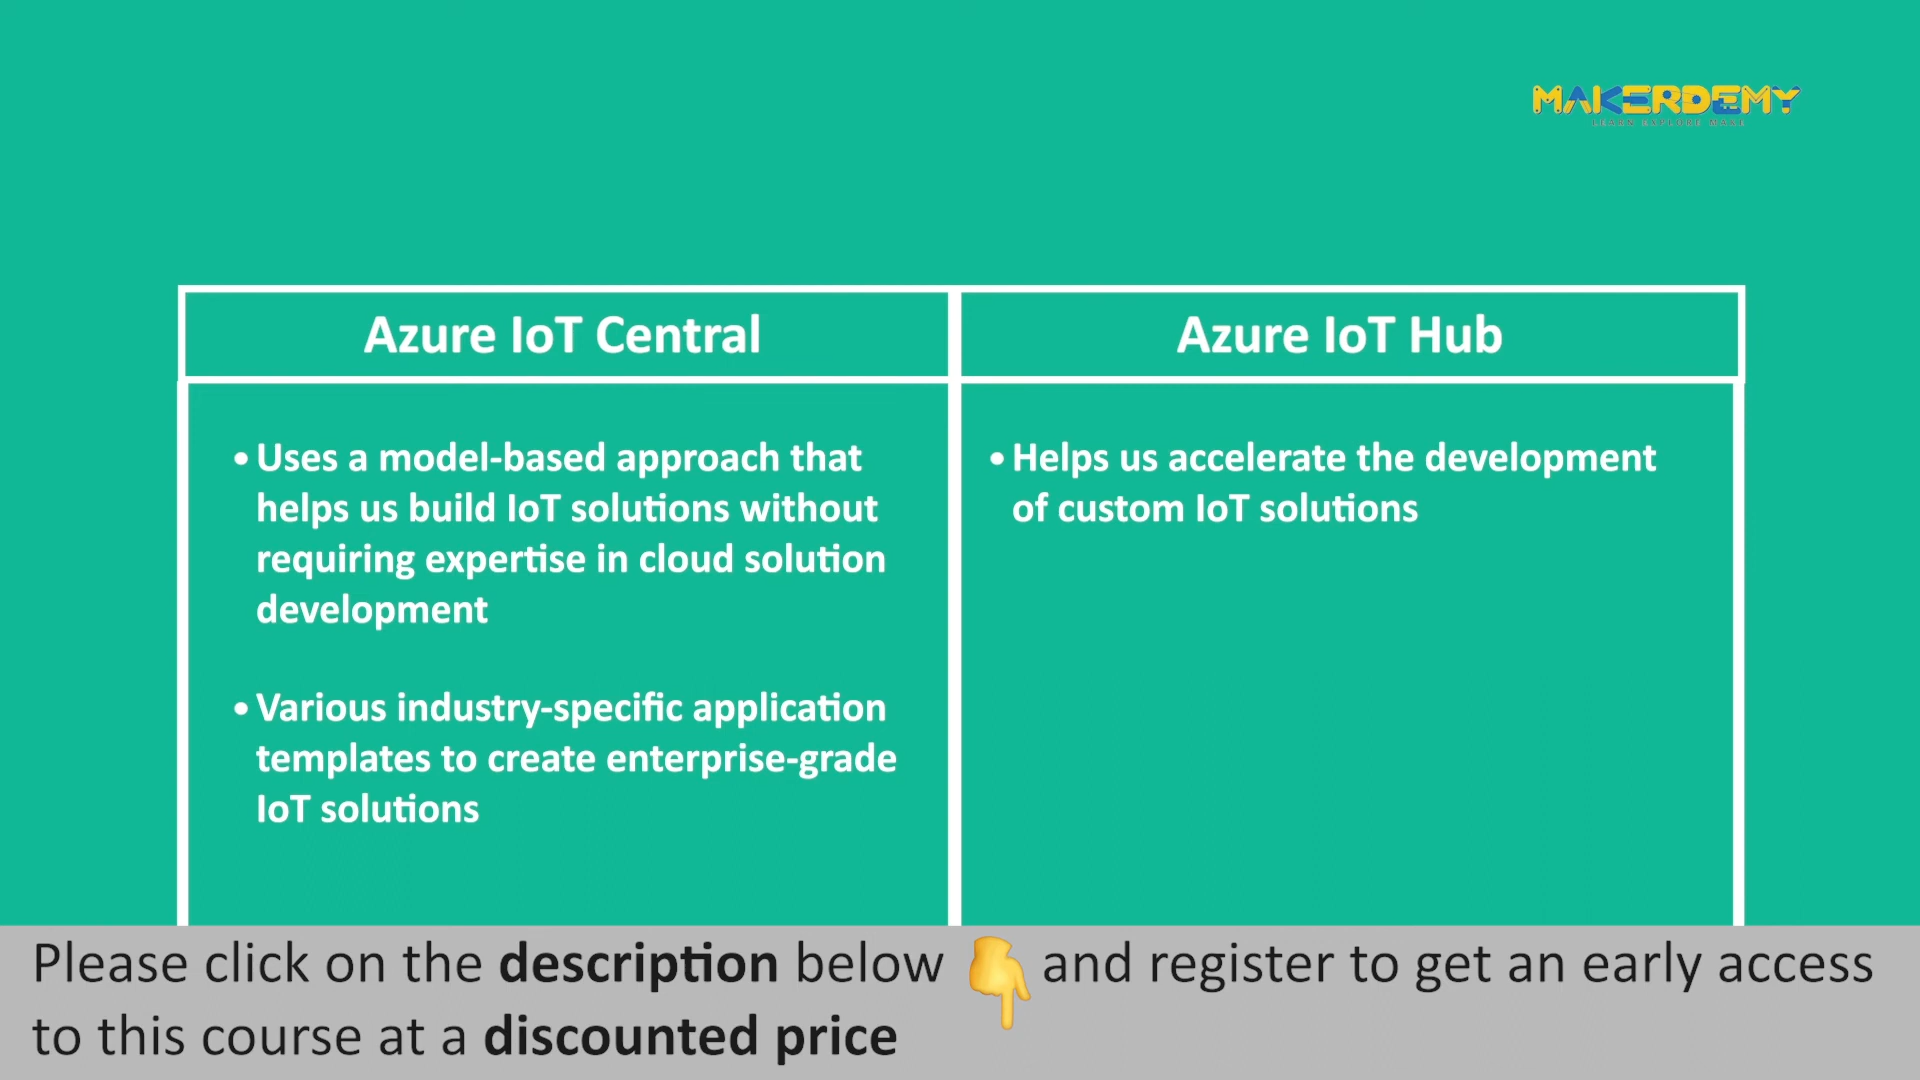 MAKERDEMY
LEARN EXPLORE MAKE
Azure IoT Central
Azure IoT Hub
• Uses a model-based approach that
helps us build IoT solutions without
requiring expertise in cloud solution
development
• Various industry-specific application
templates to create enterprise-grade
IoT solutions
• Helps us accelerate the development
of custom IoT solutions
Please click on the description below 👇 and register to get an early access
to this course at a discounted price